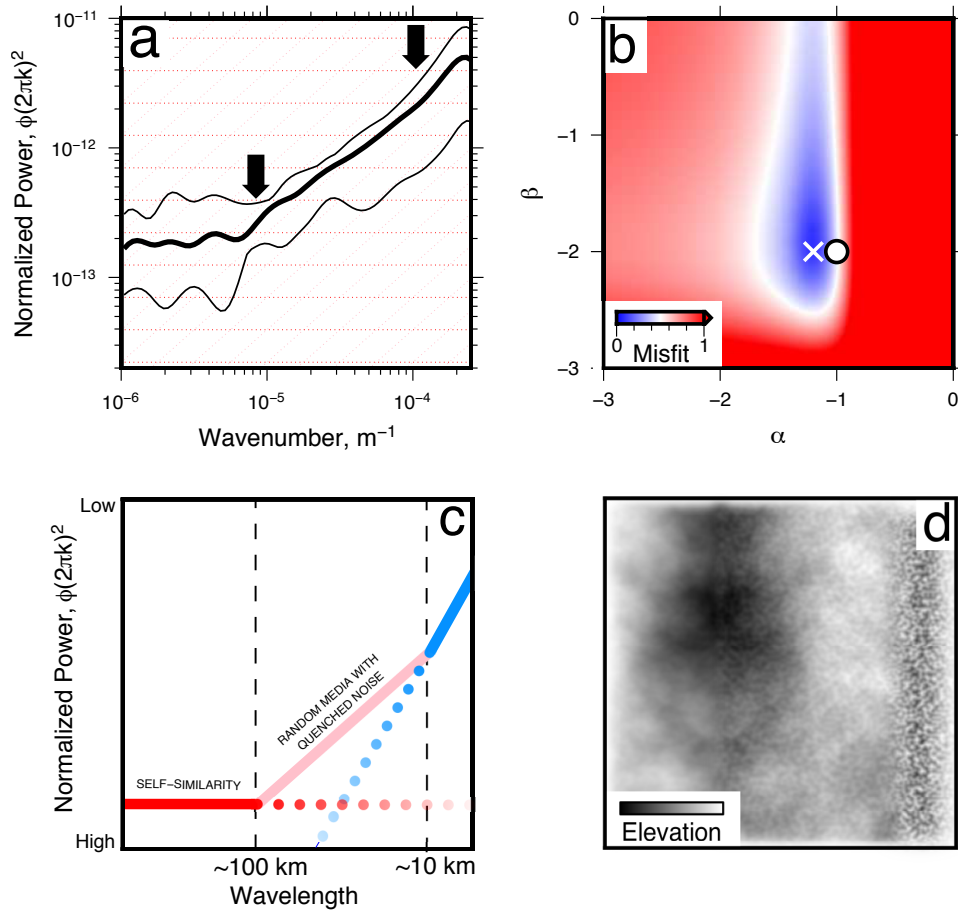 a
10⁻¹¹
10⁻¹²
10⁻¹³
Normalized Power, ϕ(2πk)²
10⁻⁶
10⁻⁵
10⁻⁴
Wavenumber, m⁻¹
b
0
−1
−2
−3
β
0
1
Misfit
−3
−2
−1
0
α
c
Low
High
Normalized Power, ϕ(2πk)²
RANDOM MEDIA WITH
QUENCHED NOISE
SELF−SIMILARITY
~100 km
~10 km
Wavelength
d
Elevation